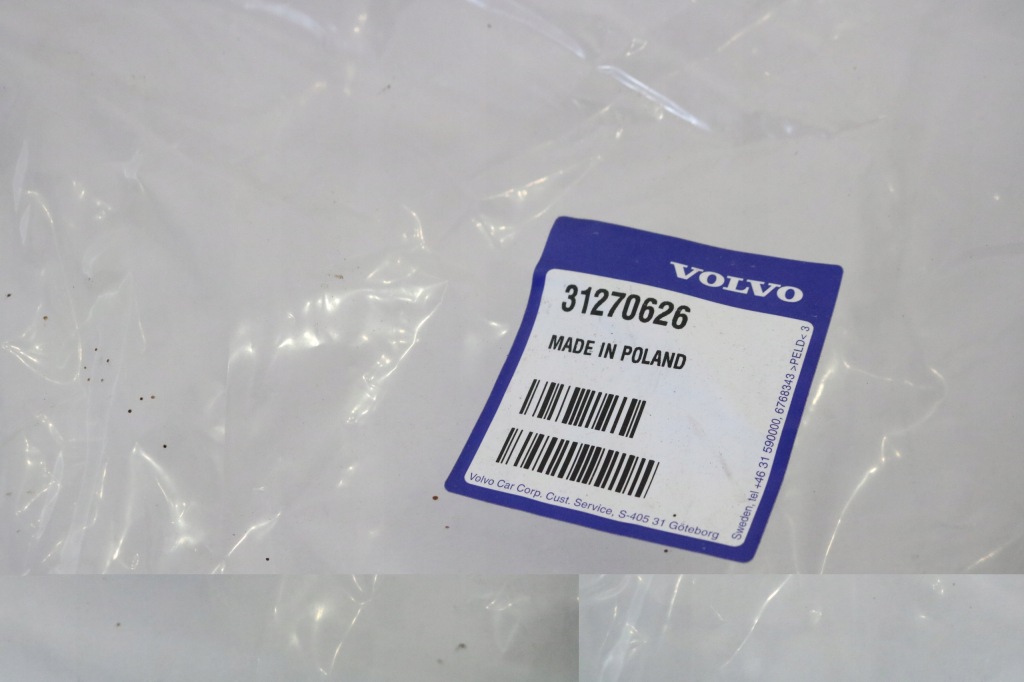 VOLVO
31270626
MADE IN POLAND
Volvo Car Corp. Cust. Service, S-405 31 Göteborg
Sweden, tel +46 31 590000. 6768343 >PELD< 3